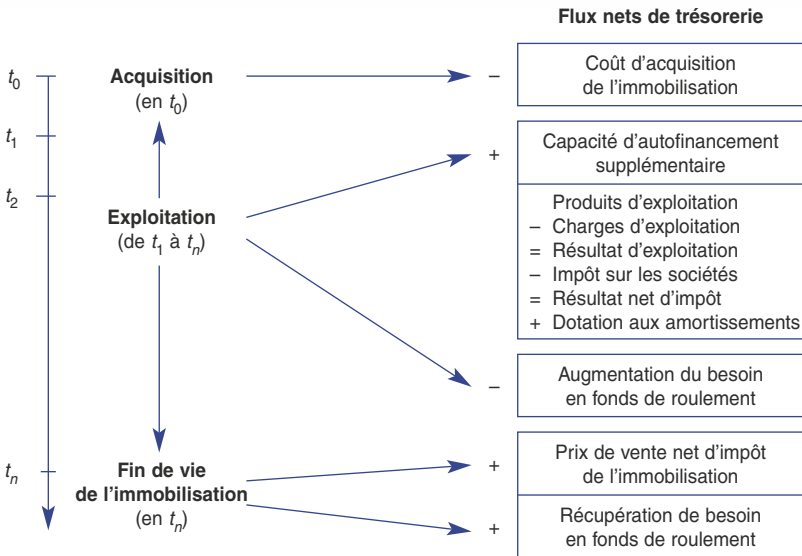 Flux nets de trésorerie
t0
Acquisition
(en t0)
–
Coût d’acquisition
de l’immobilisation
t1
+
Capacité d’autofinancement
supplémentaire
t2
Exploitation
(de t1 à tn)
Produits d’exploitation
– Charges d’exploitation
= Résultat d’exploitation
– Impôt sur les sociétés
= Résultat net d’impôt
+ Dotation aux amortissements
–
Augmentation du besoin
en fonds de roulement
tn
Fin de vie
de l’immobilisation
(en tn)
+
Prix de vente net d’impôt
de l’immobilisation
+
Récupération de besoin
en fonds de roulement